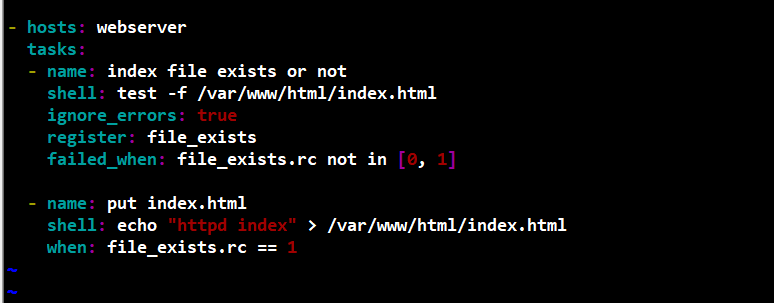 - hosts: webserver
  tasks:
  - name: index file exists or not
    shell: test -f /var/www/html/index.html
    ignore_errors: true
    register: file_exists
    failed_when: file_exists.rc not in [0, 1]

  - name: put index.html
    shell: echo "httpd index" > /var/www/html/index.html
    when: file_exists.rc == 1
~
~